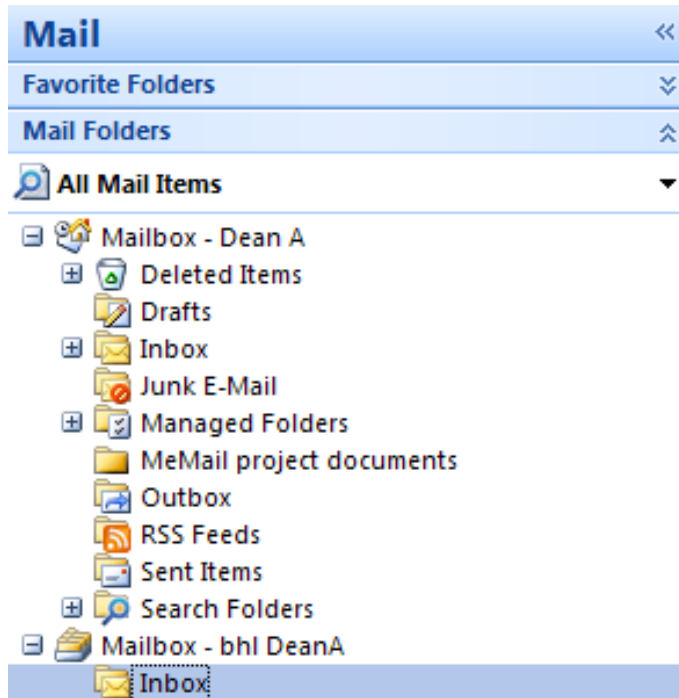 Mail
Favorite Folders
Mail Folders
All Mail Items
Mailbox - Dean A
Deleted Items
Drafts
Inbox
Junk E-Mail
Managed Folders
MeMail project documents
Outbox
RSS Feeds
Sent Items
Search Folders
Mailbox - bhl DeanA
Inbox